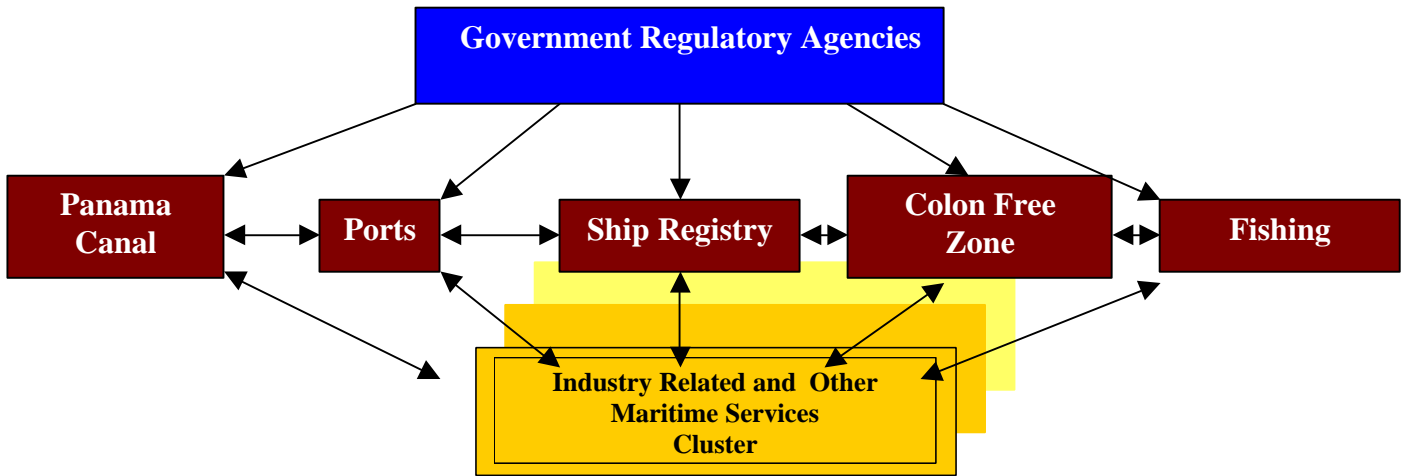 Government Regulatory Agencies
Panama
Canal
Ports
Ship Registry
Colon Free
Zone
Fishing
Industry Related and  Other
Maritime Services
Cluster